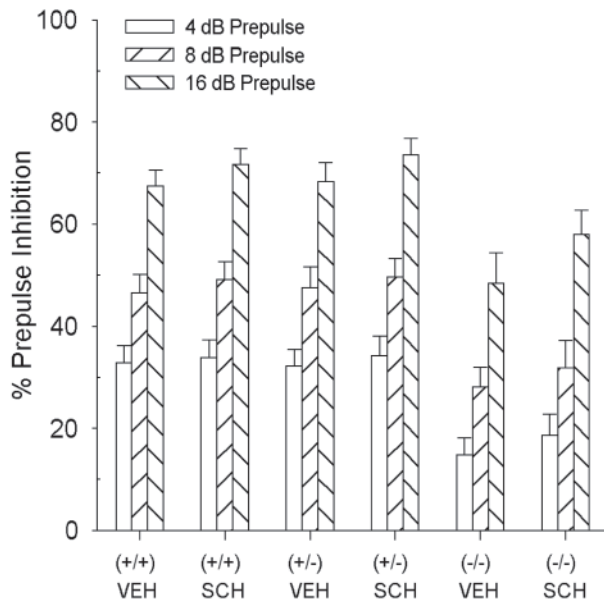 % Prepulse Inhibition
100
80
60
40
20
0
4 dB Prepulse
8 dB Prepulse
16 dB Prepulse
(+/+) (+/+) (+/-) (+/-) (-/-) (-/-)
VEH SCH VEH SCH VEH SCH